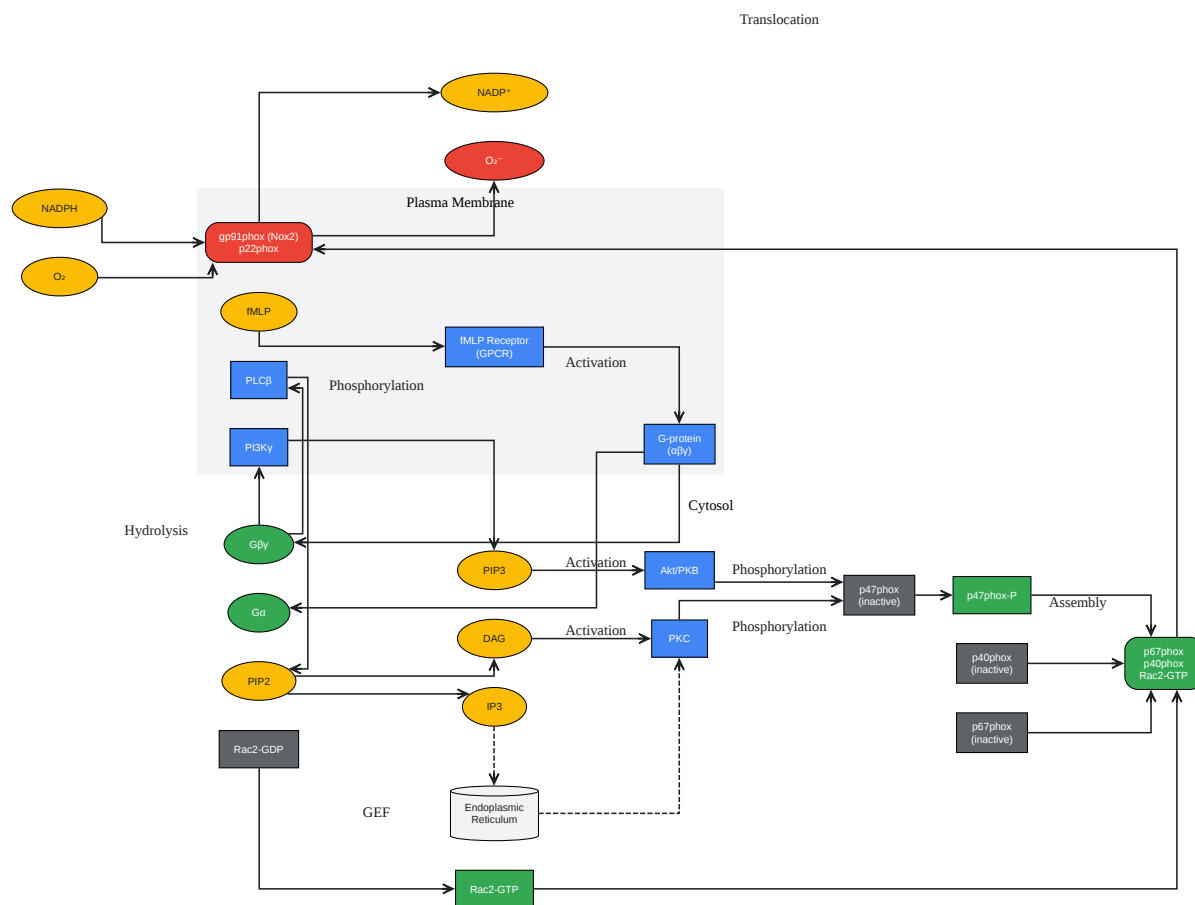 Translocation
NADP⁺
O₂⁻
Plasma Membrane
NADPH
gp91phox (Nox2)
p22phox
O₂
fMLP
fMLP Receptor
(GPCR)
Activation
PLCβ
Phosphorylation
PI3Kγ
G-protein
(αβγ)
Cytosol
Hydrolysis
Gβγ
PIP3
Activation
Akt/PKB
Phosphorylation
p47phox
(inactive)
p47phox-P
Assembly
Gα
DAG
Activation
PKC
Phosphorylation
p40phox
(inactive)
p67phox
p40phox
Rac2-GTP
PIP2
IP3
p67phox
(inactive)
Rac2-GDP
GEF
Endoplasmic
Reticulum
Rac2-GTP